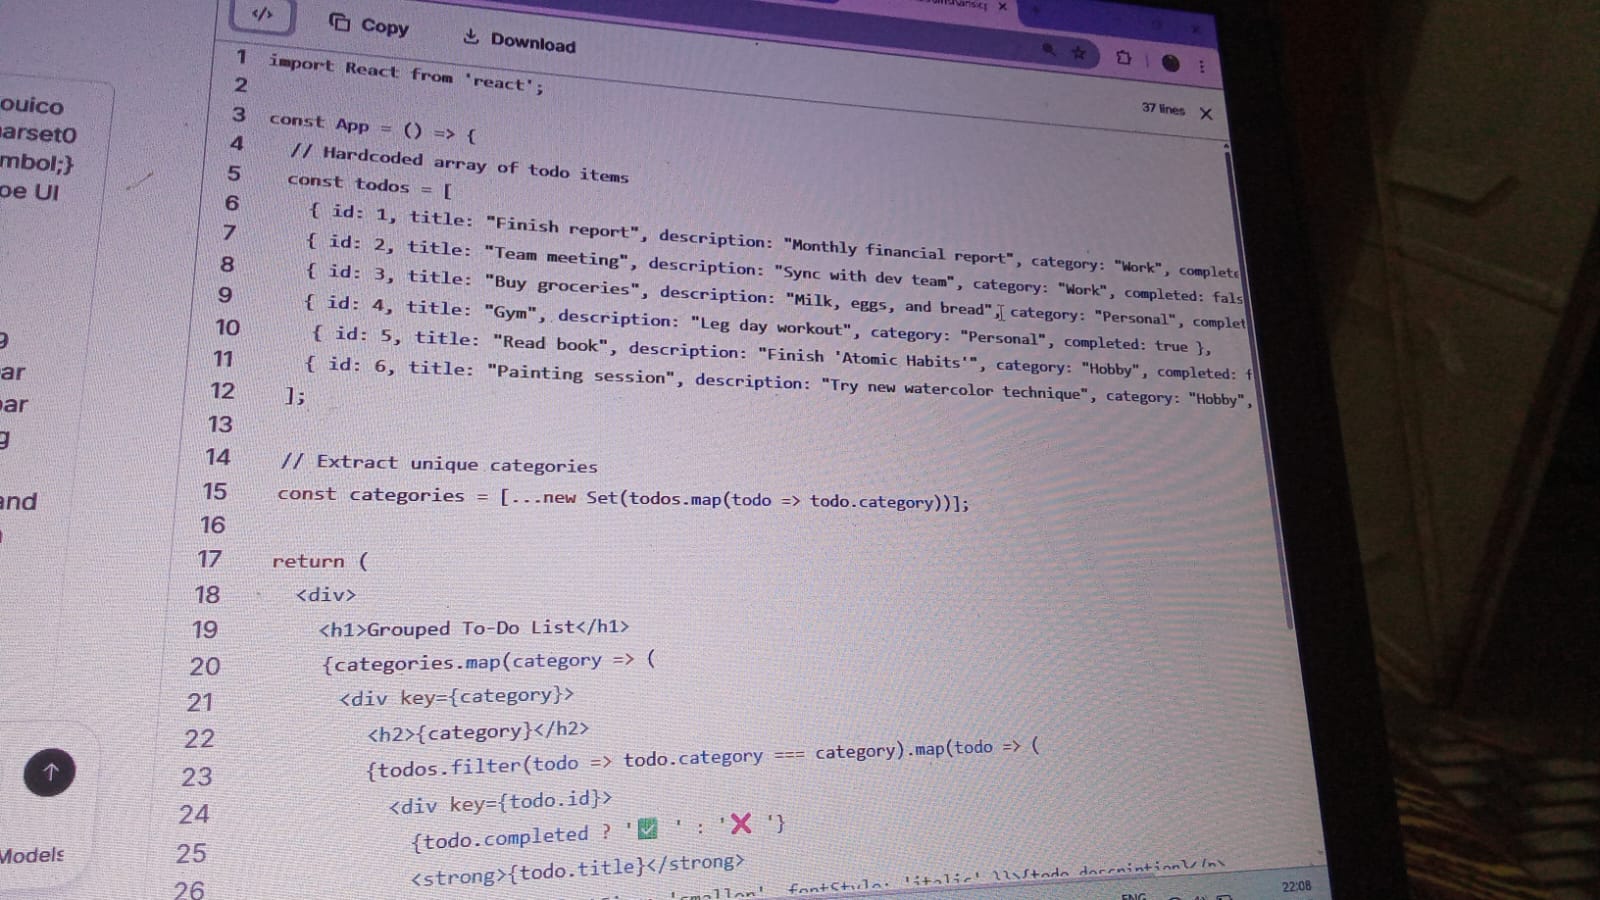 </> Copy Download
37 lines
ouico
arset0
mbol;}
oe UI
ar
oar
g
and
Models
1 import React from 'react';
2
3 const App = () => {
4 // Hardcoded array of todo items
5 const todos = [
6 { id: 1, title: "Finish report", description: "Monthly financial report", category: "Work", complete
7 { id: 2, title: "Team meeting", description: "Sync with dev team", category: "Work", completed: fals
8 { id: 3, title: "Buy groceries", description: "Milk, eggs, and bread", category: "Personal", complet
9 { id: 4, title: "Gym", description: "Leg day workout", category: "Personal", completed: true },
10 { id: 5, title: "Read book", description: "Finish 'Atomic Habits'", category: "Hobby", completed: f
11 { id: 6, title: "Painting session", description: "Try new watercolor technique", category: "Hobby",
12 ];
13
14 // Extract unique categories
15 const categories = [...new Set(todos.map(todo => todo.category))];
16
17 return (
18 <div>
19 <h1>Grouped To-Do List</h1>
20 {categories.map(category => (
21 <div key={category}>
22 <h2>{category}</h2>
23 {todos.filter(todo => todo.category === category).map(todo => (
24 <div key={todo.id}>
25 {todo.completed ? '✅ ' : '❌ '}
26 <strong>{todo.title}</strong>
fontStyle: 'italic' }}>{todo.description}</p>
ENG 22:08